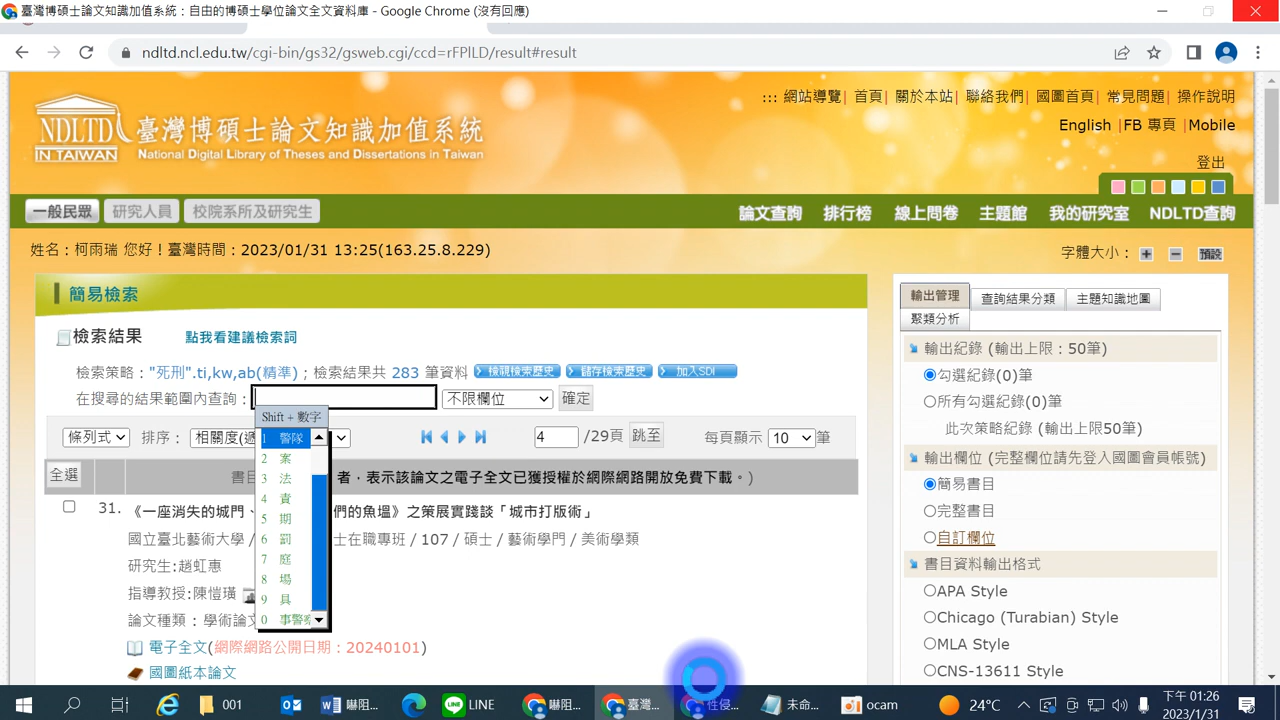 臺灣博碩士論文知識加值系統：自由的博碩士學位論文全文資料庫 - Google Chrome (沒有回應)
ndltd.ncl.edu.tw/cgi-bin/gs32/gsweb.cgi/ccd=rFPlLD/result#result
::: 網站導覽| 首頁| 關於本站| 聯絡我們| 國圖首頁| 常見問題| 操作說明
English |FB 專頁 |Mobile
NDLTD IN TAIWAN 臺灣博碩士論文知識加值系統
National Digital Library of Theses and Dissertations in Taiwan
登出
一般民眾 研究人員 校院系所及研究生 論文查詢 排行榜 線上問卷 主題館 我的研究室 NDLTD查詢
姓名：柯雨瑞 您好！臺灣時間：2023/01/31 13:25(163.25.8.229)
字體大小： + - 預設
簡易檢索
檢索結果 點我看建議檢索詞
檢索策略："死刑".ti,kw,ab(精準)；檢索結果共 283 筆資料 檢視檢索歷史 儲存檢索歷史 加入SDI
在搜尋的結果範圍內查詢： 不限欄位 確定
Shift + 數字
1 警隊
2 案
3 法
4 責
5 期
6 罰
7 庭
8 場
9 具
0 事警察
條列式 排序： 相關度(遞 4 /29頁 跳至 每頁顯示 10 筆
全選 書目 者，表示該論文之電子全文已獲授權於網際網路開放免費下載。)
31. 《一座消失的城門、 們的魚塭》之策展實踐談「城市打版術」
國立臺北藝術大學 / 士在職專班 / 107 / 碩士 / 藝術學門 / 美術學類
研究生:趙虹惠
指導教授:陳愷璜
論文種類：學術論文
電子全文(網際網路公開日期：20240101)
國圖紙本論文
輸出管理 查詢結果分類 主題知識地圖
聚類分析
輸出紀錄 (輸出上限：50筆)
勾選紀錄(0)筆
所有勾選紀錄(0)筆
此次策略紀錄 (輸出上限50筆)
輸出欄位 (完整欄位請先登入國圖會員帳號)
簡易書目
完整書目
自訂欄位
書目資料輸出格式
APA Style
Chicago (Turabian) Style
MLA Style
CNS-13611 Style
001 嚇阻... LINE 嚇阻... 臺灣... 性侵... 未命... ocam 24°C 下午 01:26
2023/1/31